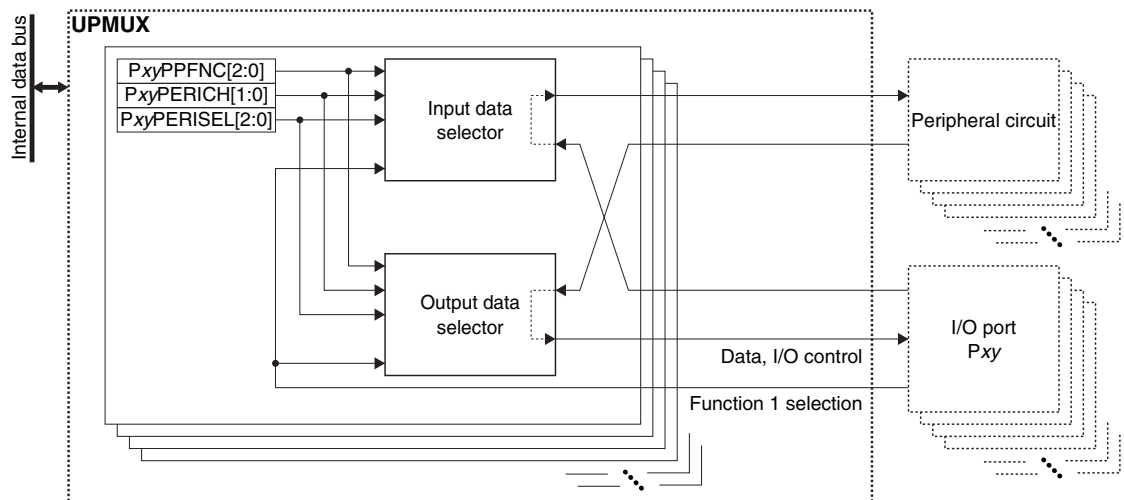 UPMUX
Internal data bus
PxyPPFNC[2:0]
PxyPERICH[1:0]
PxyPERISEL[2:0]
Input data
selector
Peripheral circuit
Output data
selector
I/O port
Pxy
Data, I/O control
Function 1 selection